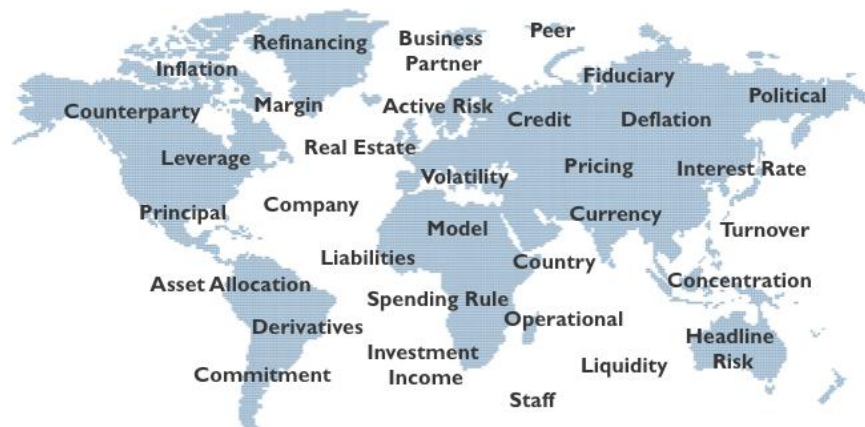 Refinancing
Business
Partner
Peer
Inflation
Fiduciary
Political
Counterparty
Margin
Active Risk
Credit
Deflation
Leverage
Real Estate
Volatility
Pricing
Interest Rate
Principal
Company
Model
Currency
Turnover
Liabilities
Country
Asset Allocation
Spending Rule
Concentration
Derivatives
Operational
Headline
Risk
Commitment
Investment
Income
Liquidity
Staff